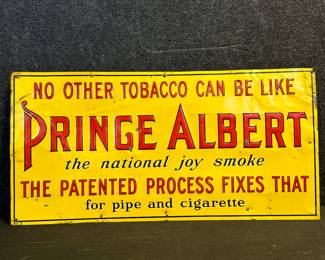 NO OTHER TOBACCO CAN BE LIKE
PRINCE ALBERT
the national joy smoke
THE PATENTED PROCESS FIXES THAT
for pipe and cigarette